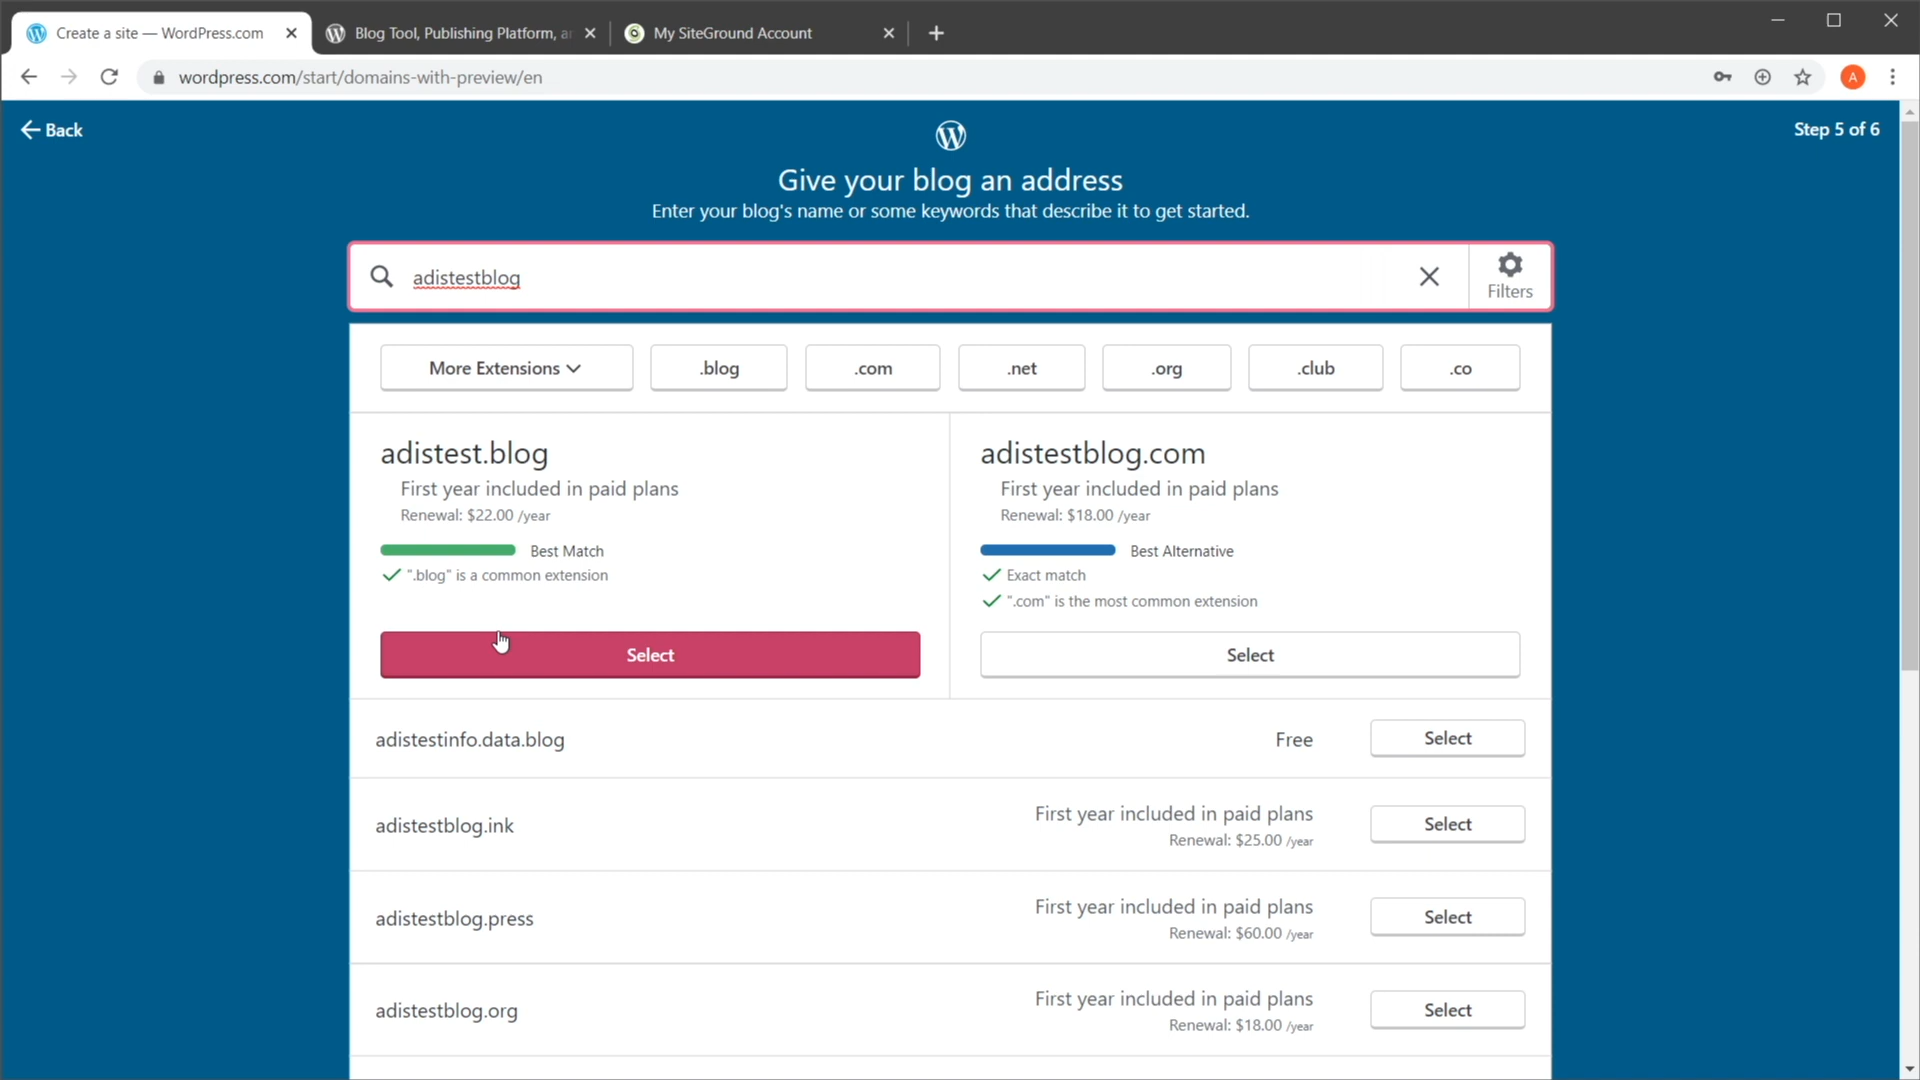 Create a site — WordPress.com
Blog Tool, Publishing Platform, a
My SiteGround Account
wordpress.com/start/domains-with-preview/en
A
Back
Step 5 of 6
Give your blog an address
Enter your blog's name or some keywords that describe it to get started.
adistestblog
Filters
More Extensions
.blog
.com
.net
.org
.club
.co
adistest.blog
First year included in paid plans
Renewal: $22.00 /year
Best Match
".blog" is a common extension
Select
adistestblog.com
First year included in paid plans
Renewal: $18.00 /year
Best Alternative
Exact match
".com" is the most common extension
Select
adistestinfo.data.blog
Free
Select
adistestblog.ink
First year included in paid plans
Renewal: $25.00 /year
Select
adistestblog.press
First year included in paid plans
Renewal: $60.00 /year
Select
adistestblog.org
First year included in paid plans
Renewal: $18.00 /year
Select